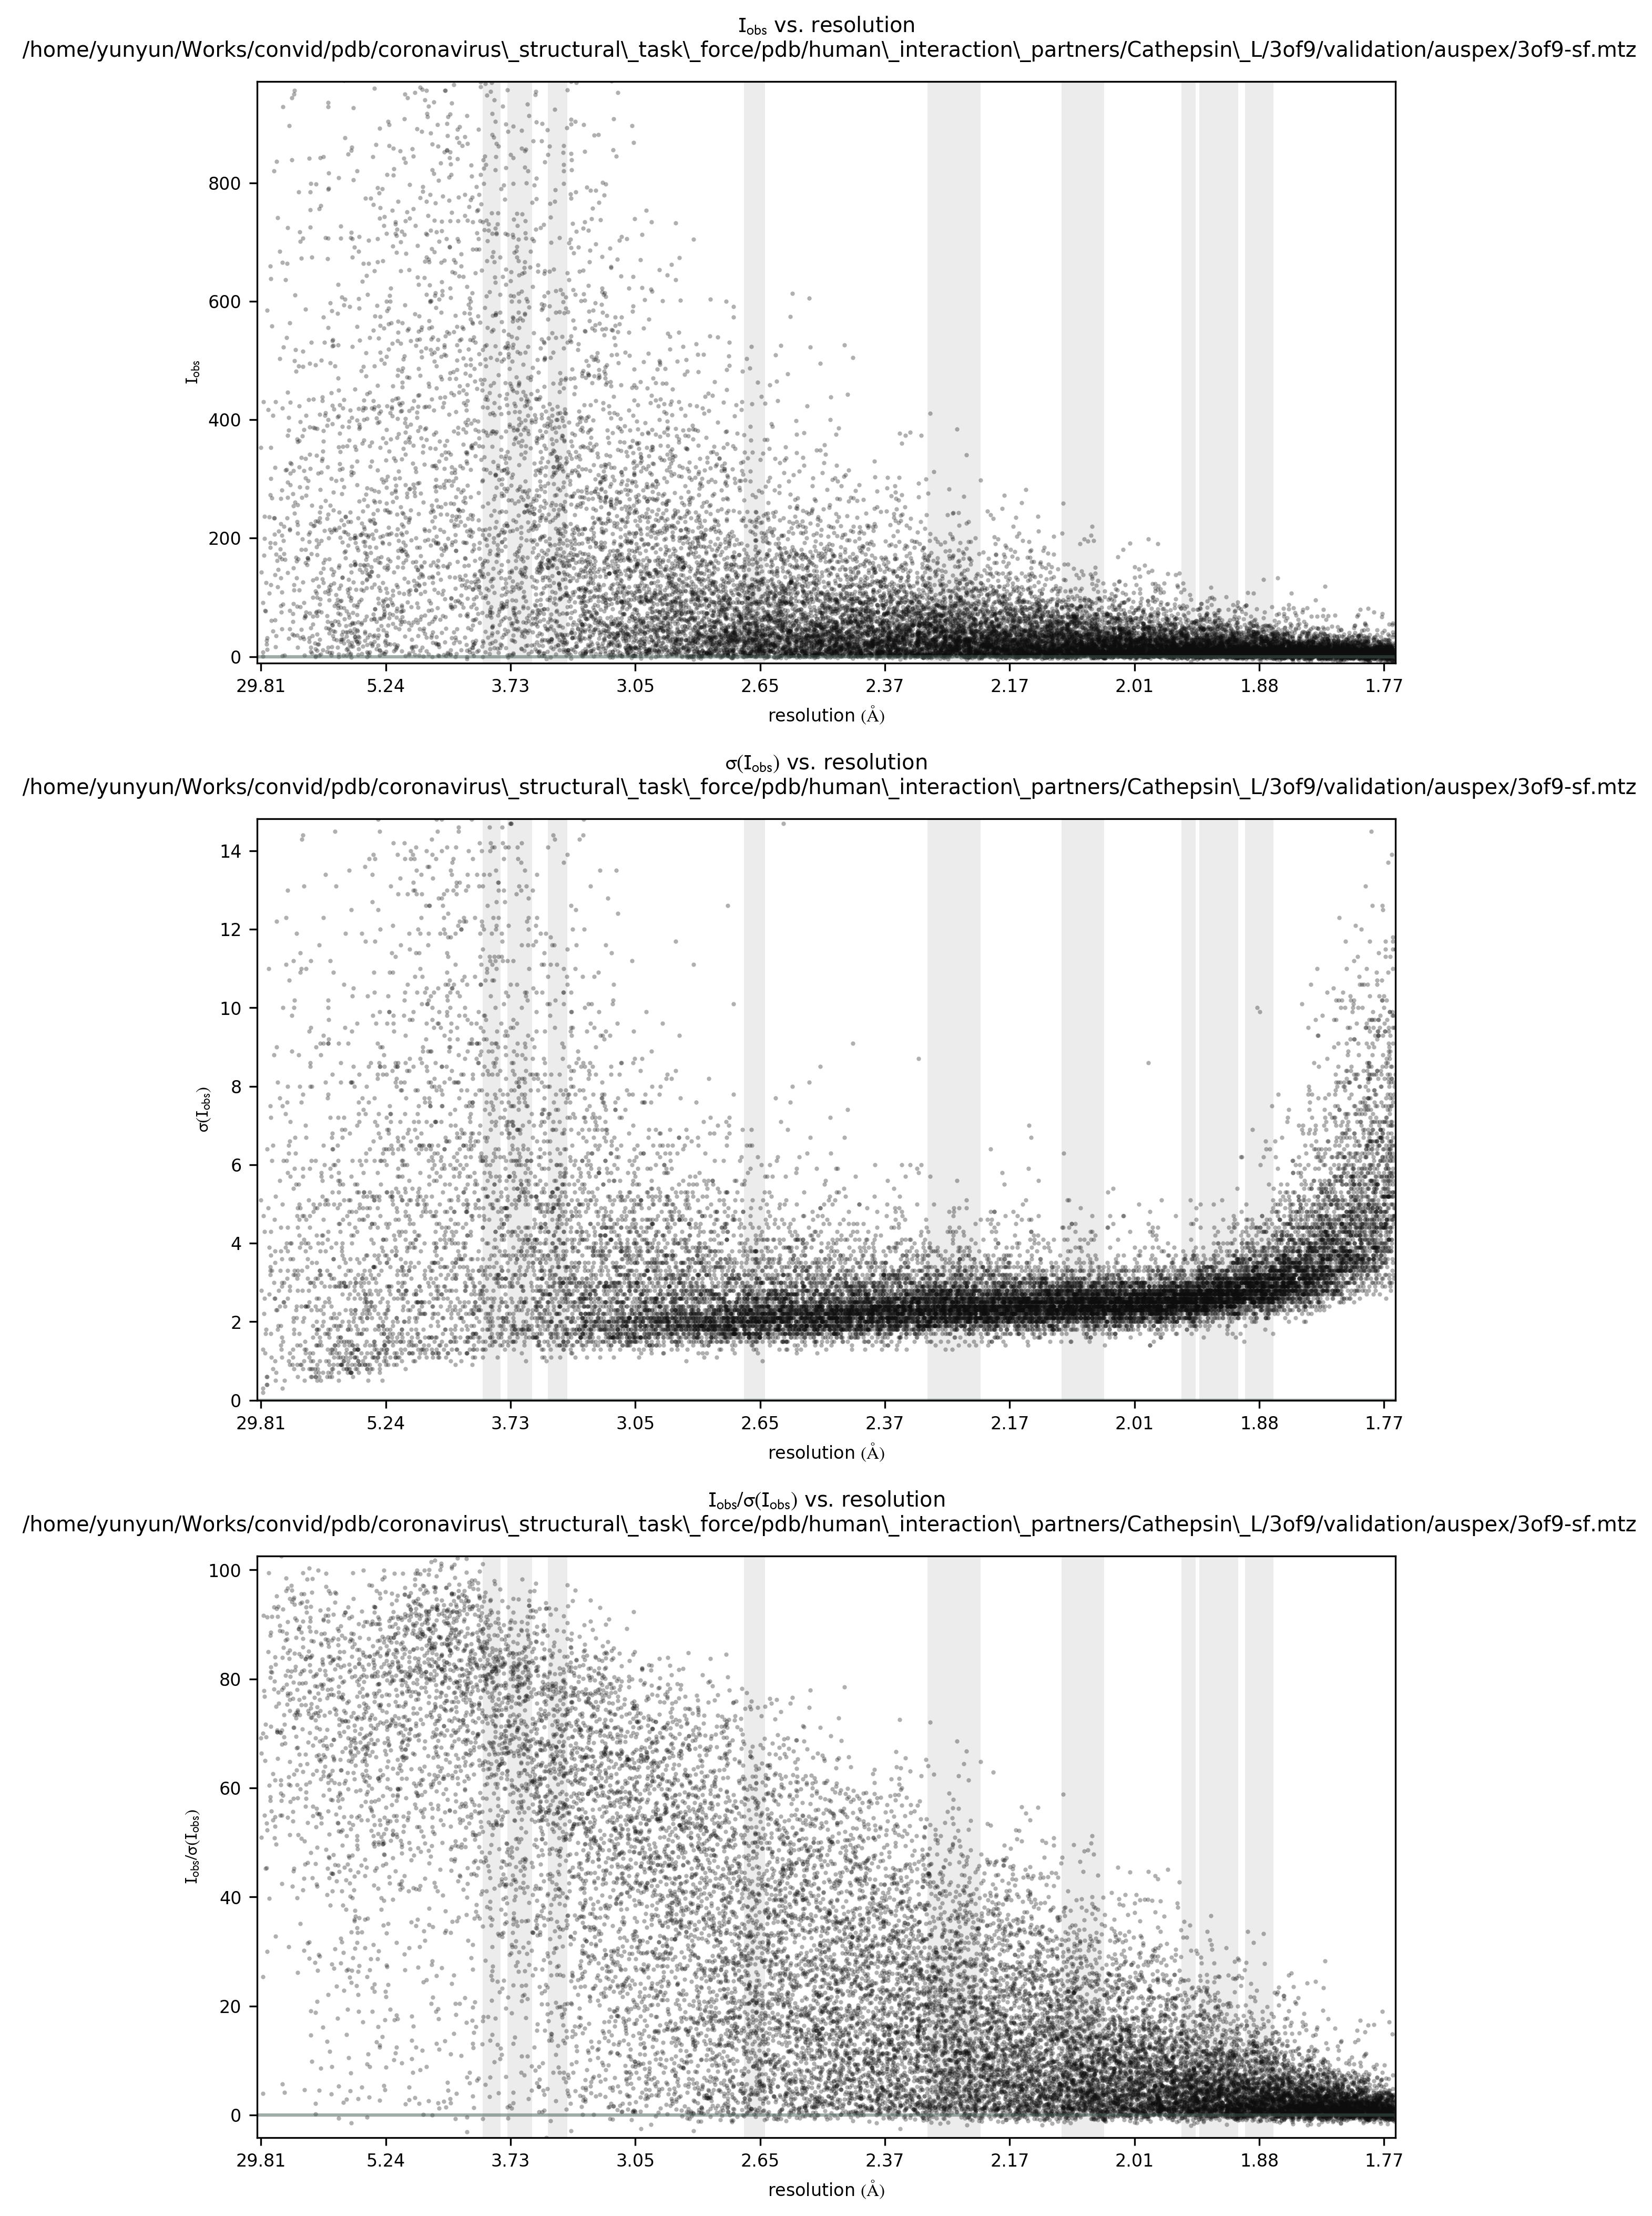 I_obs vs. resolution
/home/yunyun/Works/convid/pdb/coronavirus\_structural\_task\_force/pdb/human\_interaction\_partners/Cathepsin\_L/3of9/validation/auspex/3of9-sf.mtz
800
600
400
200
0
I_obs
29.81 5.24 3.73 3.05 2.65 2.37 2.17 2.01 1.88 1.77
resolution (Å)
σ(I_obs) vs. resolution
/home/yunyun/Works/convid/pdb/coronavirus\_structural\_task\_force/pdb/human\_interaction\_partners/Cathepsin\_L/3of9/validation/auspex/3of9-sf.mtz
14
12
10
8
6
4
2
0
σ(I_obs)
29.81 5.24 3.73 3.05 2.65 2.37 2.17 2.01 1.88 1.77
resolution (Å)
I_obs/σ(I_obs) vs. resolution
/home/yunyun/Works/convid/pdb/coronavirus\_structural\_task\_force/pdb/human\_interaction\_partners/Cathepsin\_L/3of9/validation/auspex/3of9-sf.mtz
100
80
60
40
20
0
I_obs/σ(I_obs)
29.81 5.24 3.73 3.05 2.65 2.37 2.17 2.01 1.88 1.77
resolution (Å)